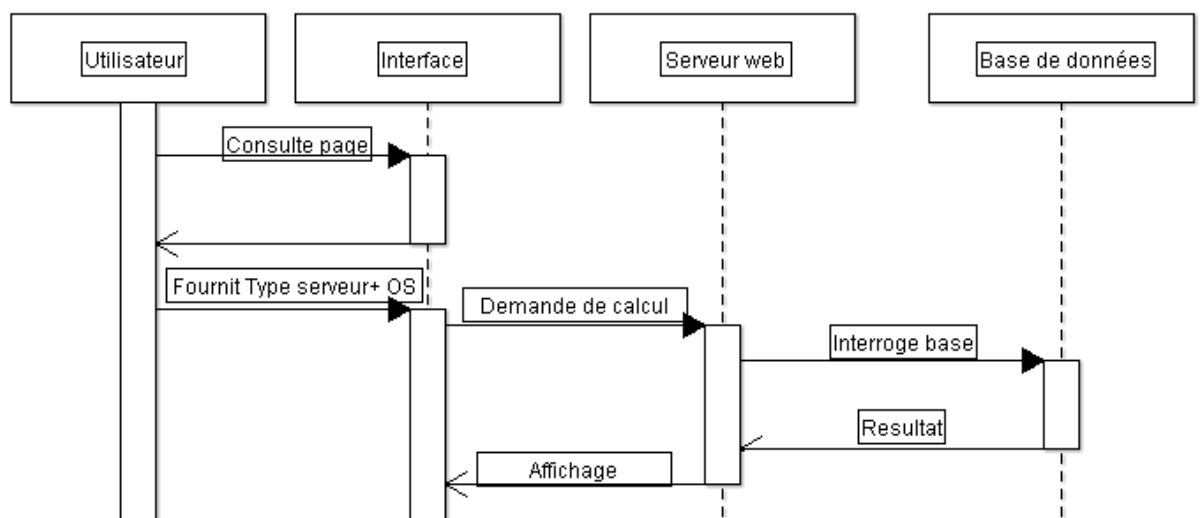 Utilisateur
Interface
Serveur web
Base de données
Consulte page
Fournit Type serveur+ OS
Demande de calcul
Interroge base
Resultat
Affichage